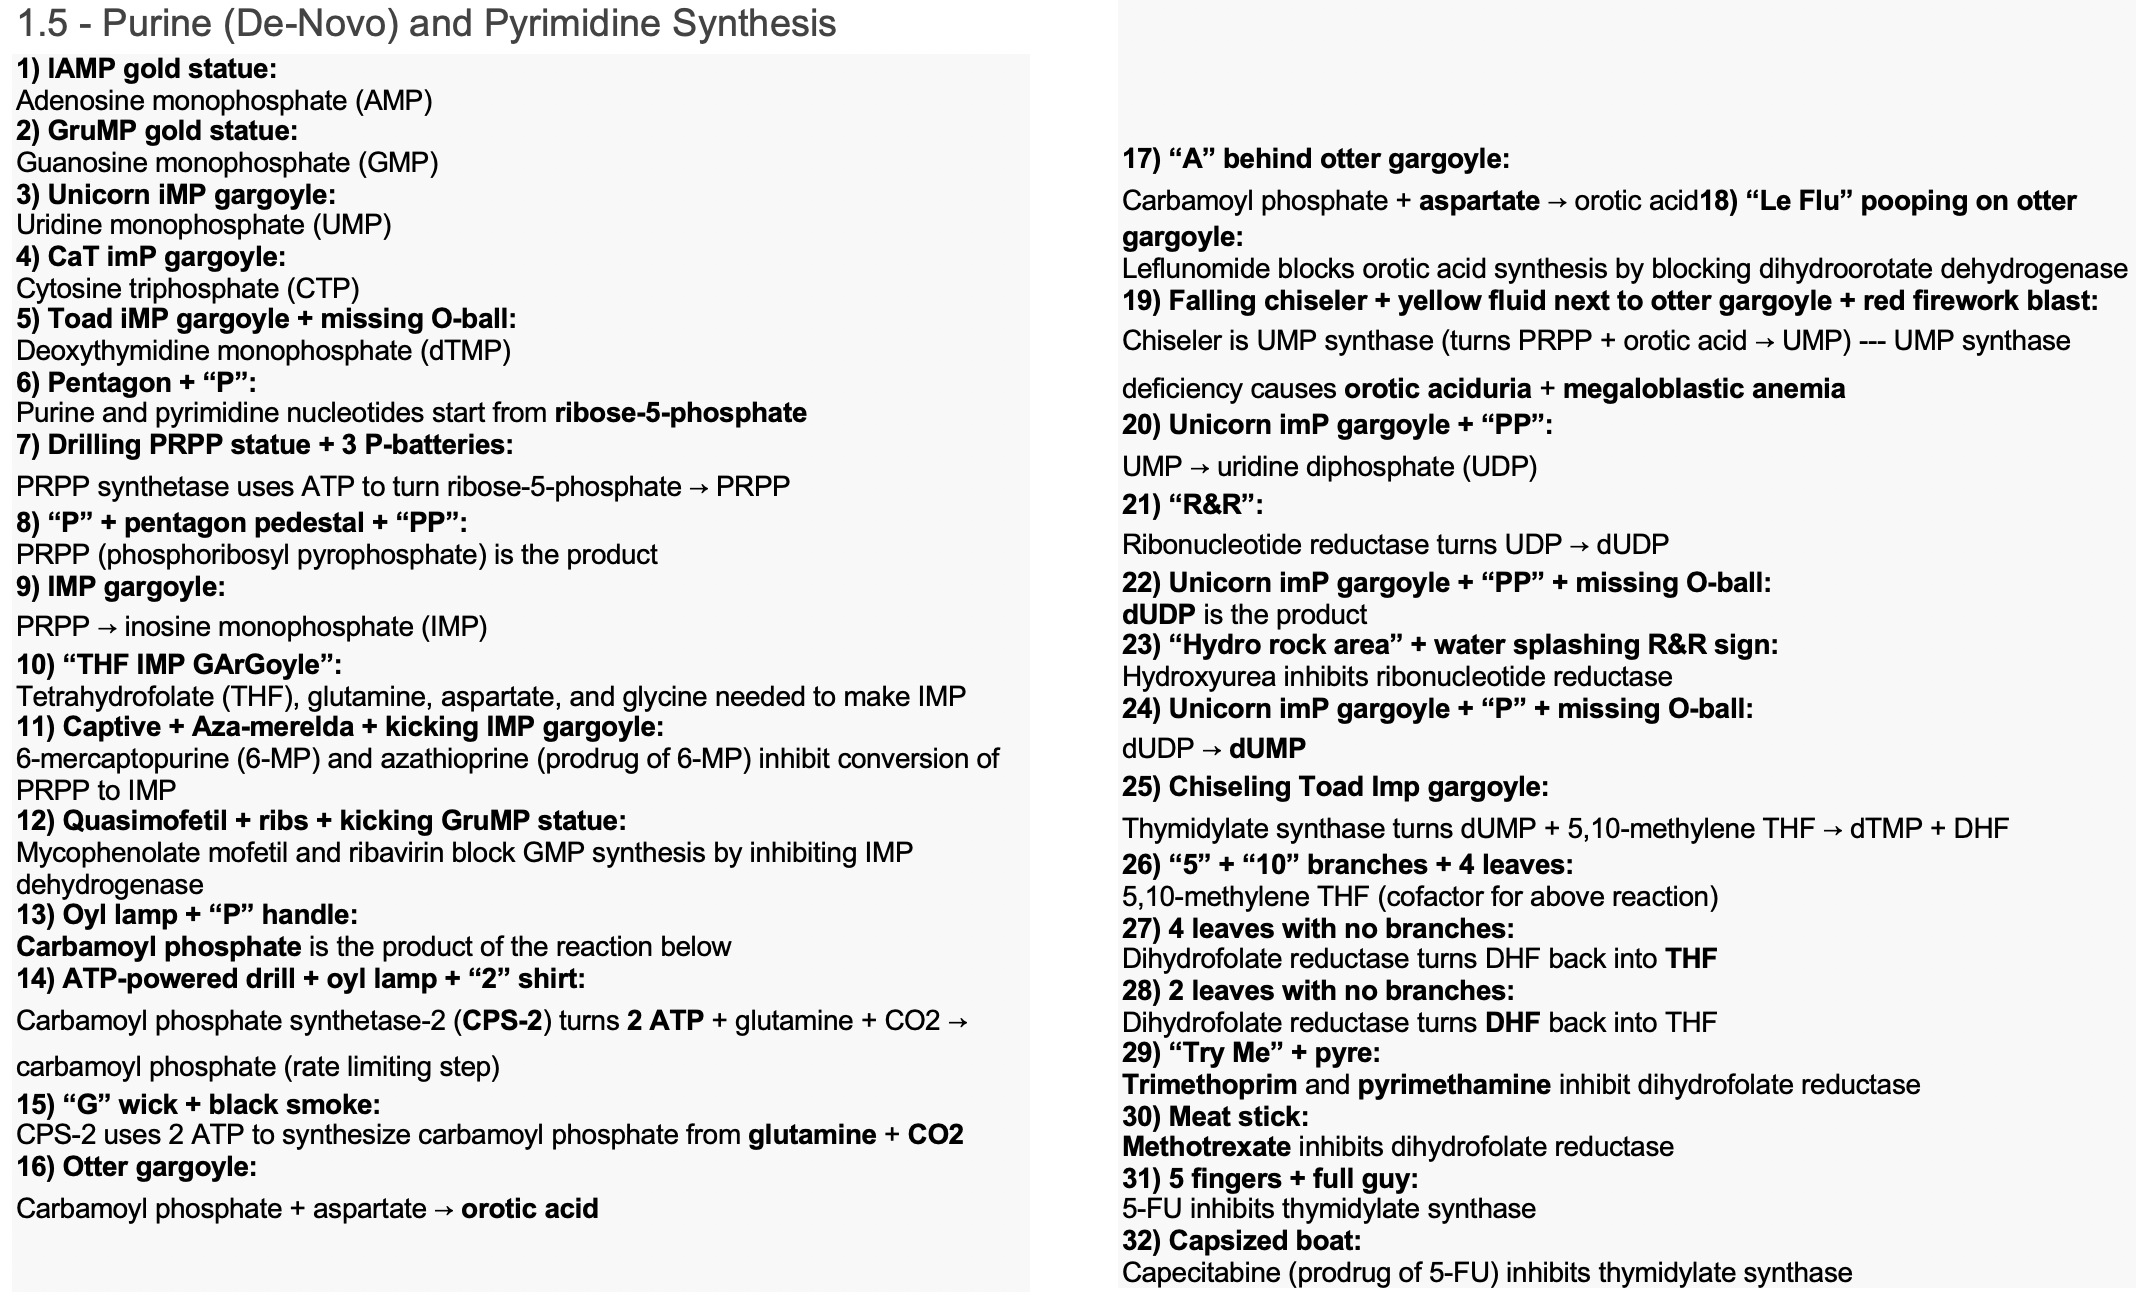 1.5 - Purine (De-Novo) and Pyrimidine Synthesis
1) IAMP gold statue:
Adenosine monophosphate (AMP)
2) GruMP gold statue:
Guanosine monophosphate (GMP)
3) Unicorn iMP gargoyle:
Uridine monophosphate (UMP)
4) CaT imP gargoyle:
Cytosine triphosphate (CTP)
5) Toad iMP gargoyle + missing O-ball:
Deoxythymidine monophosphate (dTMP)
6) Pentagon + “P”:
Purine and pyrimidine nucleotides start from ribose-5-phosphate
7) Drilling PRPP statue + 3 P-batteries:
PRPP synthetase uses ATP to turn ribose-5-phosphate → PRPP
8) “P” + pentagon pedestal + “PP”:
PRPP (phosphoribosyl pyrophosphate) is the product
9) IMP gargoyle:
PRPP → inosine monophosphate (IMP)
10) “THF IMP GArGoyle”:
Tetrahydrofolate (THF), glutamine, aspartate, and glycine needed to make IMP
11) Captive + Aza-merelda + kicking IMP gargoyle:
6-mercaptopurine (6-MP) and azathioprine (prodrug of 6-MP) inhibit conversion of
PRPP to IMP
12) Quasimofetil + ribs + kicking GruMP statue:
Mycophenolate mofetil and ribavirin block GMP synthesis by inhibiting IMP
dehydrogenase
13) Oyl lamp + “P” handle:
Carbamoyl phosphate is the product of the reaction below
14) ATP-powered drill + oyl lamp + “2” shirt:
Carbamoyl phosphate synthetase-2 (CPS-2) turns 2 ATP + glutamine + CO2 →
carbamoyl phosphate (rate limiting step)
15) “G” wick + black smoke:
CPS-2 uses 2 ATP to synthesize carbamoyl phosphate from glutamine + CO2
16) Otter gargoyle:
Carbamoyl phosphate + aspartate → orotic acid
17) “A” behind otter gargoyle:
Carbamoyl phosphate + aspartate → orotic acid18) “Le Flu” pooping on otter
gargoyle:
Leflunomide blocks orotic acid synthesis by blocking dihydroorotate dehydrogenase
19) Falling chiseler + yellow fluid next to otter gargoyle + red firework blast:
Chiseler is UMP synthase (turns PRPP + orotic acid → UMP) --- UMP synthase
deficiency causes orotic aciduria + megaloblastic anemia
20) Unicorn imP gargoyle + “PP”:
UMP → uridine diphosphate (UDP)
21) “R&R”:
Ribonucleotide reductase turns UDP → dUDP
22) Unicorn imP gargoyle + “PP” + missing O-ball:
dUDP is the product
23) “Hydro rock area” + water splashing R&R sign:
Hydroxyurea inhibits ribonucleotide reductase
24) Unicorn imP gargoyle + “P” + missing O-ball:
dUDP → dUMP
25) Chiseling Toad Imp gargoyle:
Thymidylate synthase turns dUMP + 5,10-methylene THF → dTMP + DHF
26) “5” + “10” branches + 4 leaves:
5,10-methylene THF (cofactor for above reaction)
27) 4 leaves with no branches:
Dihydrofolate reductase turns DHF back into THF
28) 2 leaves with no branches:
Dihydrofolate reductase turns DHF back into THF
29) “Try Me” + pyre:
Trimethoprim and pyrimethamine inhibit dihydrofolate reductase
30) Meat stick:
Methotrexate inhibits dihydrofolate reductase
31) 5 fingers + full guy:
5-FU inhibits thymidylate synthase
32) Capsized boat:
Capecitabine (prodrug of 5-FU) inhibits thymidylate synthase